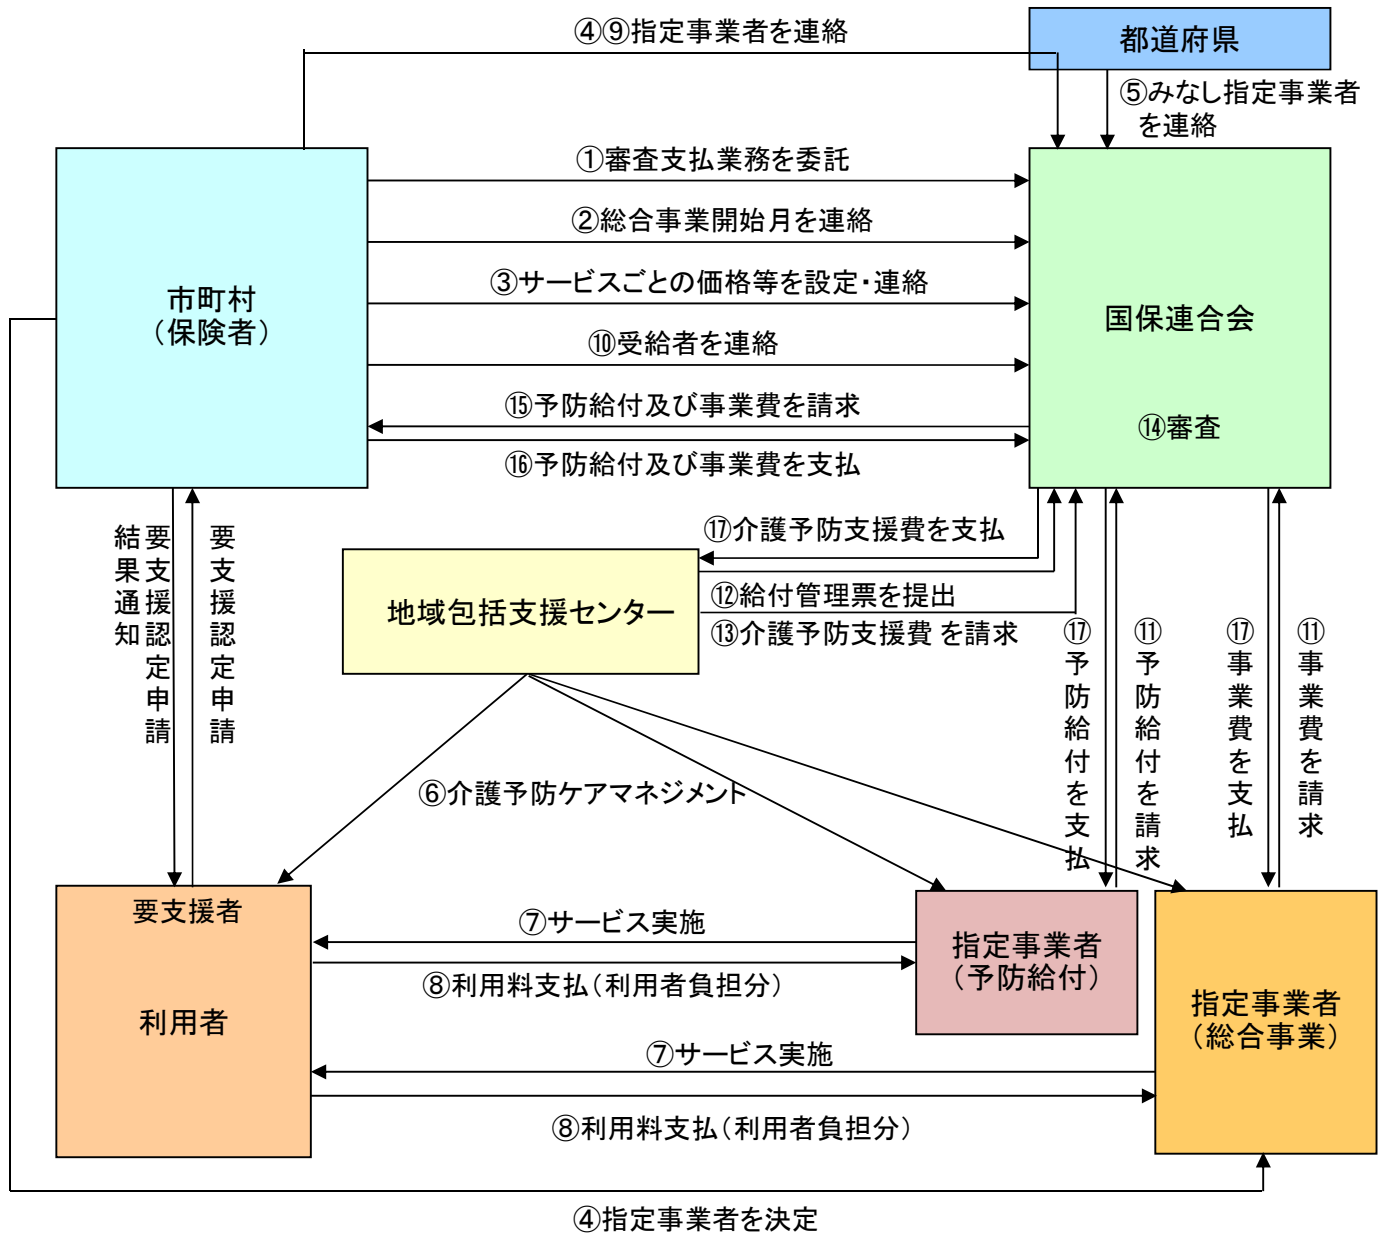 ④⑨指定事業者を連絡
都道府県
⑤みなし指定事業者
を連絡
①審査支払業務を委託
②総合事業開始月を連絡
③サービスごとの価格等を設定・連絡
市町村
（保険者）
国保連合会
⑩受給者を連絡
⑮予防給付及び事業費を請求
⑭審査
⑯予防給付及び事業費を支払
要支援認定申請
結果通知
要支援認定申請
⑰介護予防支援費を支払
地域包括支援センター
⑫給付管理票を提出
⑬介護予防支援費 を請求
⑰予防給付を支払
⑪予防給付を請求
⑰事業費を支払
⑪事業費を請求
⑥介護予防ケアマネジメント
要支援者
利用者
⑦サービス実施
⑧利用料支払（利用者負担分）
指定事業者
（予防給付）
指定事業者
（総合事業）
⑦サービス実施
⑧利用料支払（利用者負担分）
④指定事業者を決定